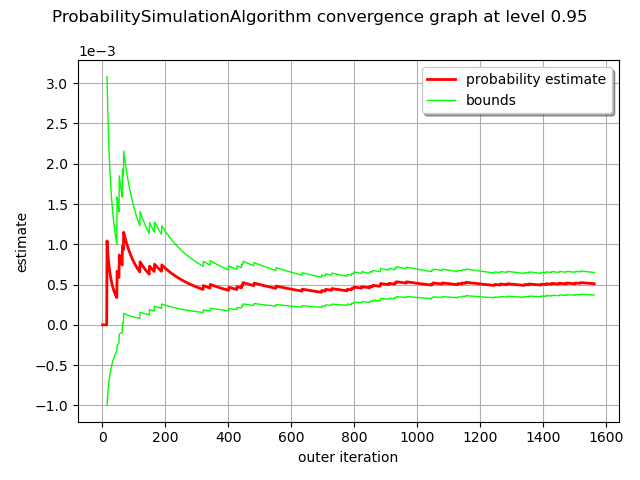 ProbabilitySimulationAlgorithm convergence graph at level 0.95
1e−3
probability estimate
bounds
3.0
2.5
2.0
1.5
1.0
0.5
0.0
−0.5
−1.0
estimate
0 200 400 600 800 1000 1200 1400 1600
outer iteration